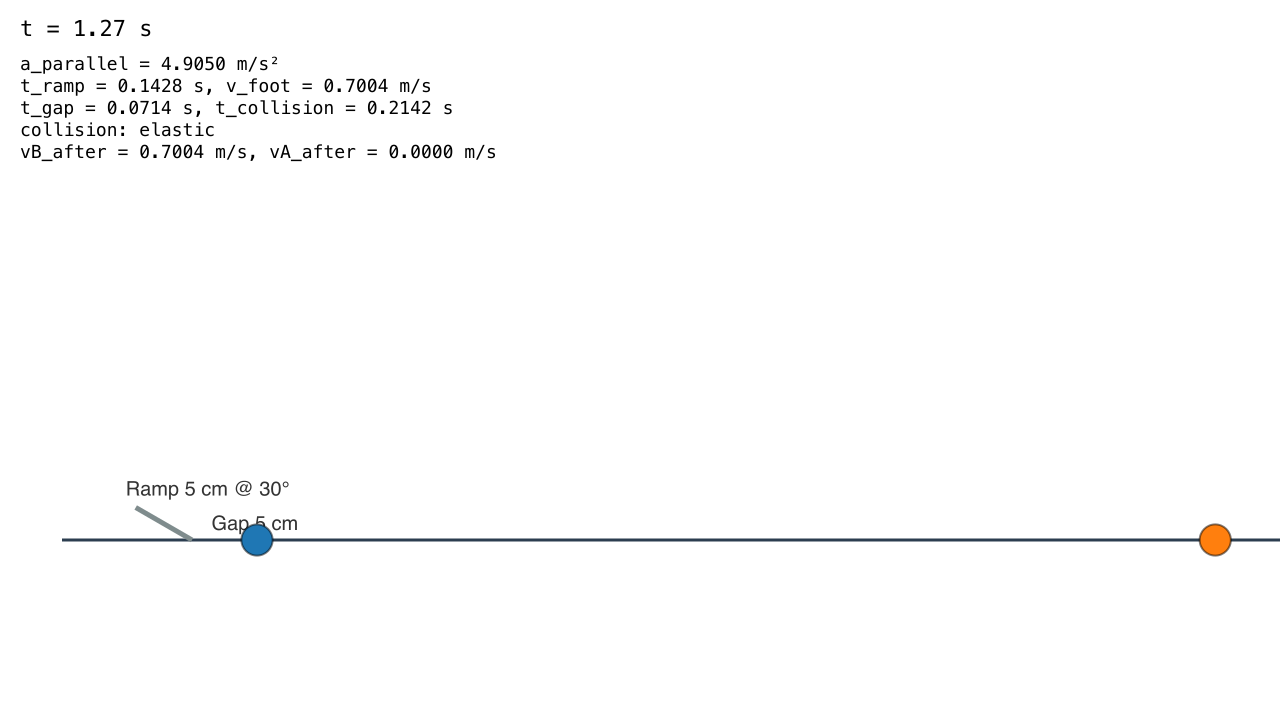 t = 1.27 s
a_parallel = 4.9050 m/s²
t_ramp = 0.1428 s, v_foot = 0.7004 m/s
t_gap = 0.0714 s, t_collision = 0.2142 s
collision: elastic
vB_after = 0.7004 m/s, vA_after = 0.0000 m/s
Ramp 5 cm @ 30°
Gap 5 cm